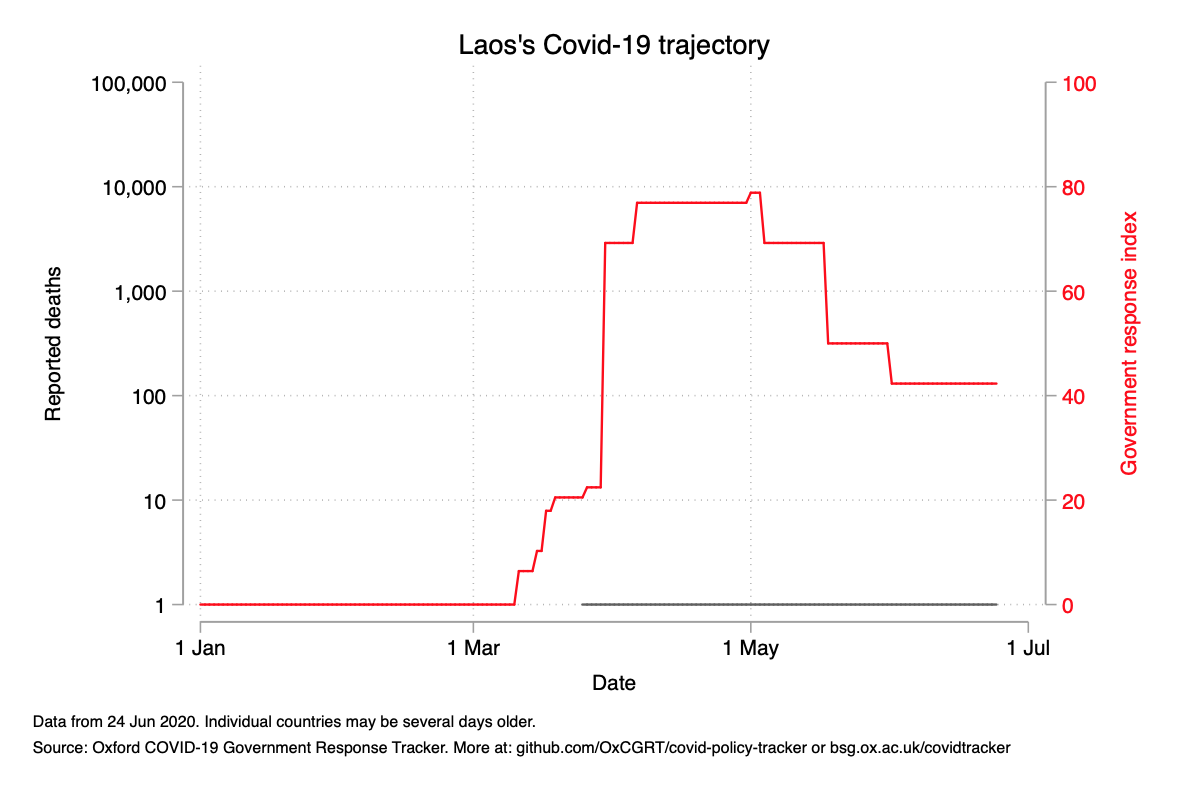 Laos's Covid-19 trajectory
100,000
10,000
1,000
100
10
1
Reported deaths
100
80
60
40
20
0
Government response index
1 Jan
1 Mar
1 May
1 Jul
Date
Data from 24 Jun 2020. Individual countries may be several days older.
Source: Oxford COVID-19 Government Response Tracker. More at: github.com/OxCGRT/covid-policy-tracker or bsg.ox.ac.uk/covidtracker